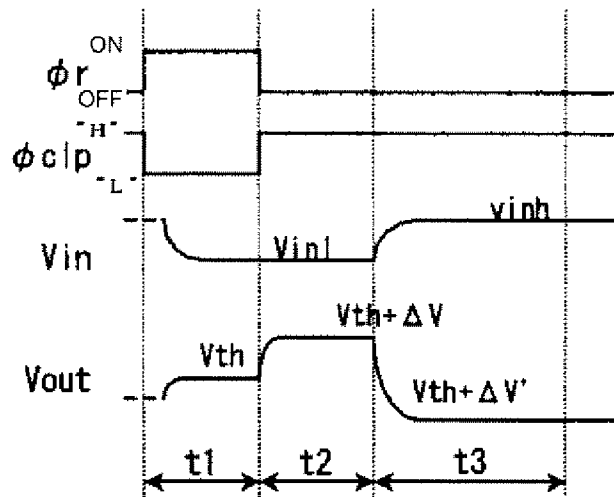 ON
φr
OFF
"H"
φclp
"L"
Vin
Vinl
vinh
Vth+ΔV
Vth
Vout
Vth+ΔV'
t1
t2
t3